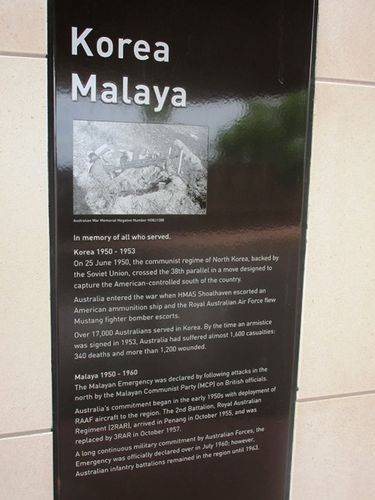 Korea
Malaya
Australian War Memorial Negative Number
In memory of all who served.
Korea 1950 - 1953
On 25 June 1950, the communist regime of North Korea, backed by
the Soviet Union, crossed the 38th parallel in a move designed to
capture the American-controlled south of the country.
Australia entered the war when HMAS Shoalhaven escorted an
American ammunition ship and the Royal Australian Air Force flew
Mustang fighter bomber escorts.
Over 17,000 Australians served in Korea. By the time an armistice
was signed in 1953, Australia had suffered almost 1,600 casualties:
340 deaths and more than 1,200 wounded.
Malaya 1950 - 1960
The Malayan Emergency was declared by following attacks in the
north by the Malayan Communist Party (MCP) on British officials.
Australia's commitment began in the early 1950s with deployment of
RAAF aircraft to the region. The 2nd Battalion, Royal Australian
Regiment (2RAR), arrived in Penang in October 1955, and was
replaced by 3RAR in October 1957.
A long continuous military commitment by Australian Forces, the
Emergency was officially declared over in July 1960; however,
Australian infantry battalions remained in the region until 1963.